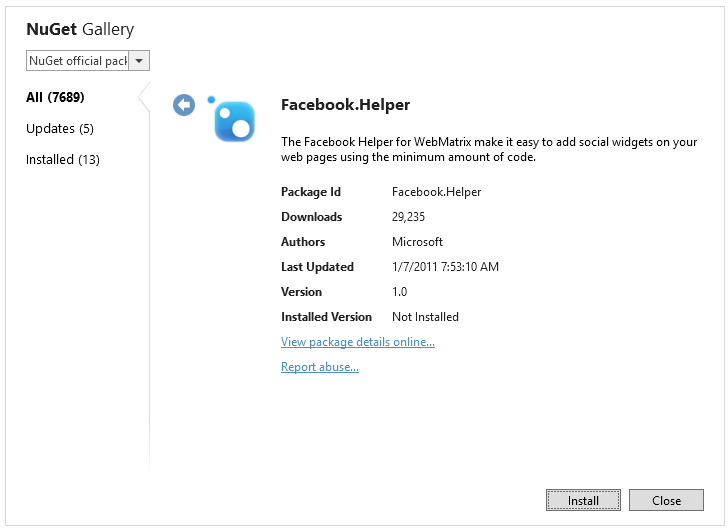 NuGet Gallery
NuGet official pack
All (7689)
Updates (5)
Installed (13)
Facebook.Helper
The Facebook Helper for WebMatrix make it easy to add social widgets on your
web pages using the minimum amount of code.
Package Id Facebook.Helper
Downloads 29,235
Authors Microsoft
Last Updated 1/7/2011 7:53:10 AM
Version 1.0
Installed Version Not Installed
View package details online...
Report abuse...
Install Close